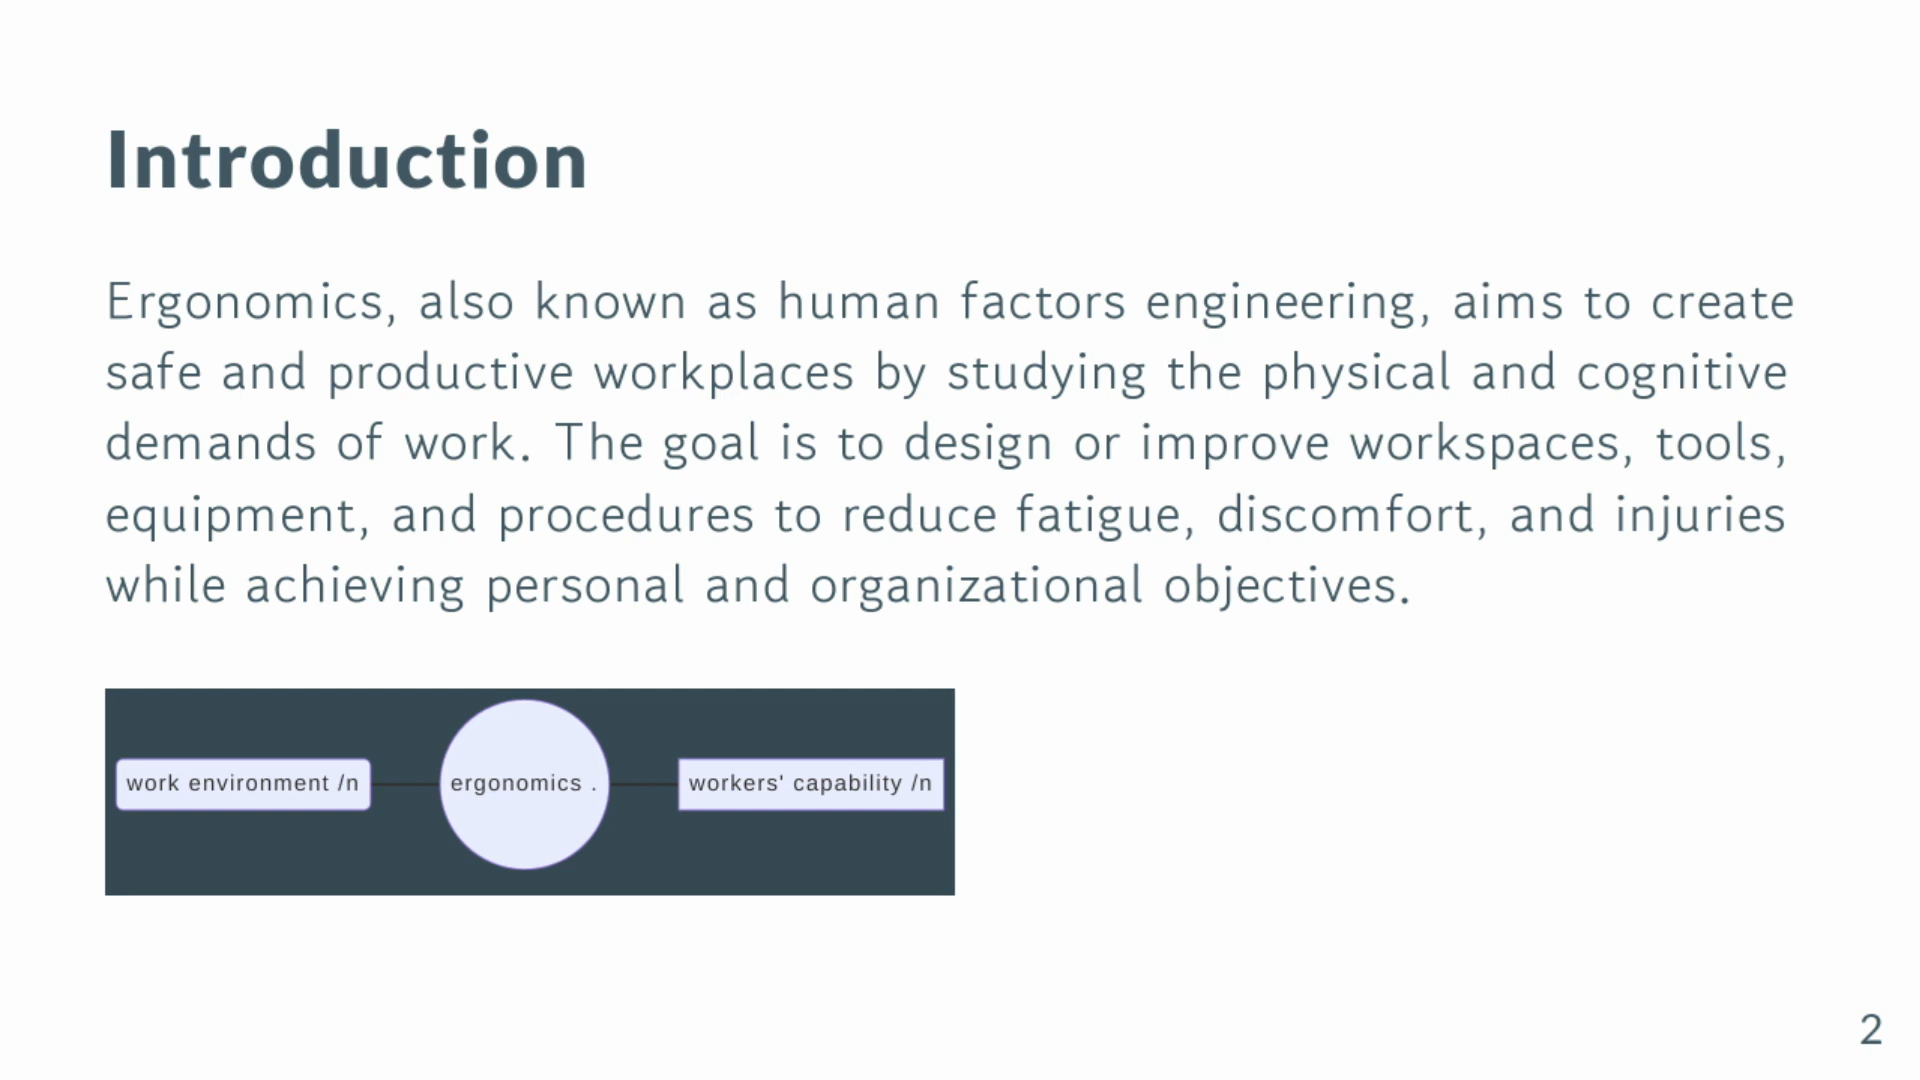 Introduction
Ergonomics, also known as human factors engineering, aims to create
safe and productive workplaces by studying the physical and cognitive
demands of work. The goal is to design or improve workspaces, tools,
equipment, and procedures to reduce fatigue, discomfort, and injuries
while achieving personal and organizational objectives.
work environment /n
ergonomics .
workers' capability /n
2